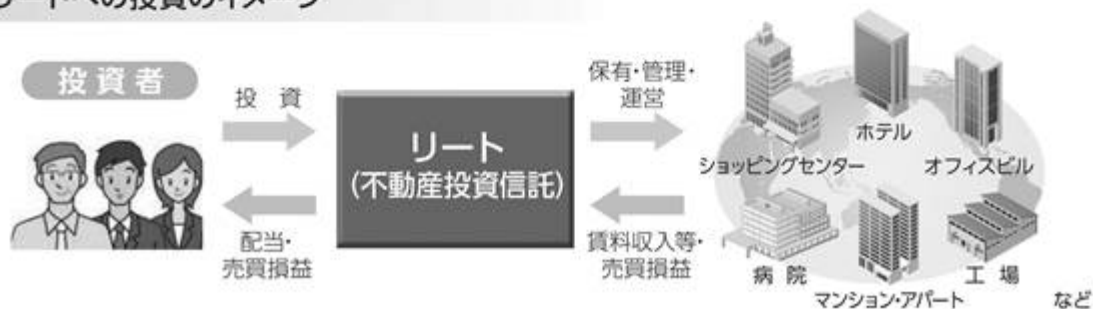 リートへの投資のイメージ
投資者
投 資
保有・管理・
運営
リート
(不動産投資信託)
配当・
売買損益
賃料収入等・
売買損益
ホテル
ショッピングセンター
オフィスビル
病 院
工 場
マンション・アパート
など